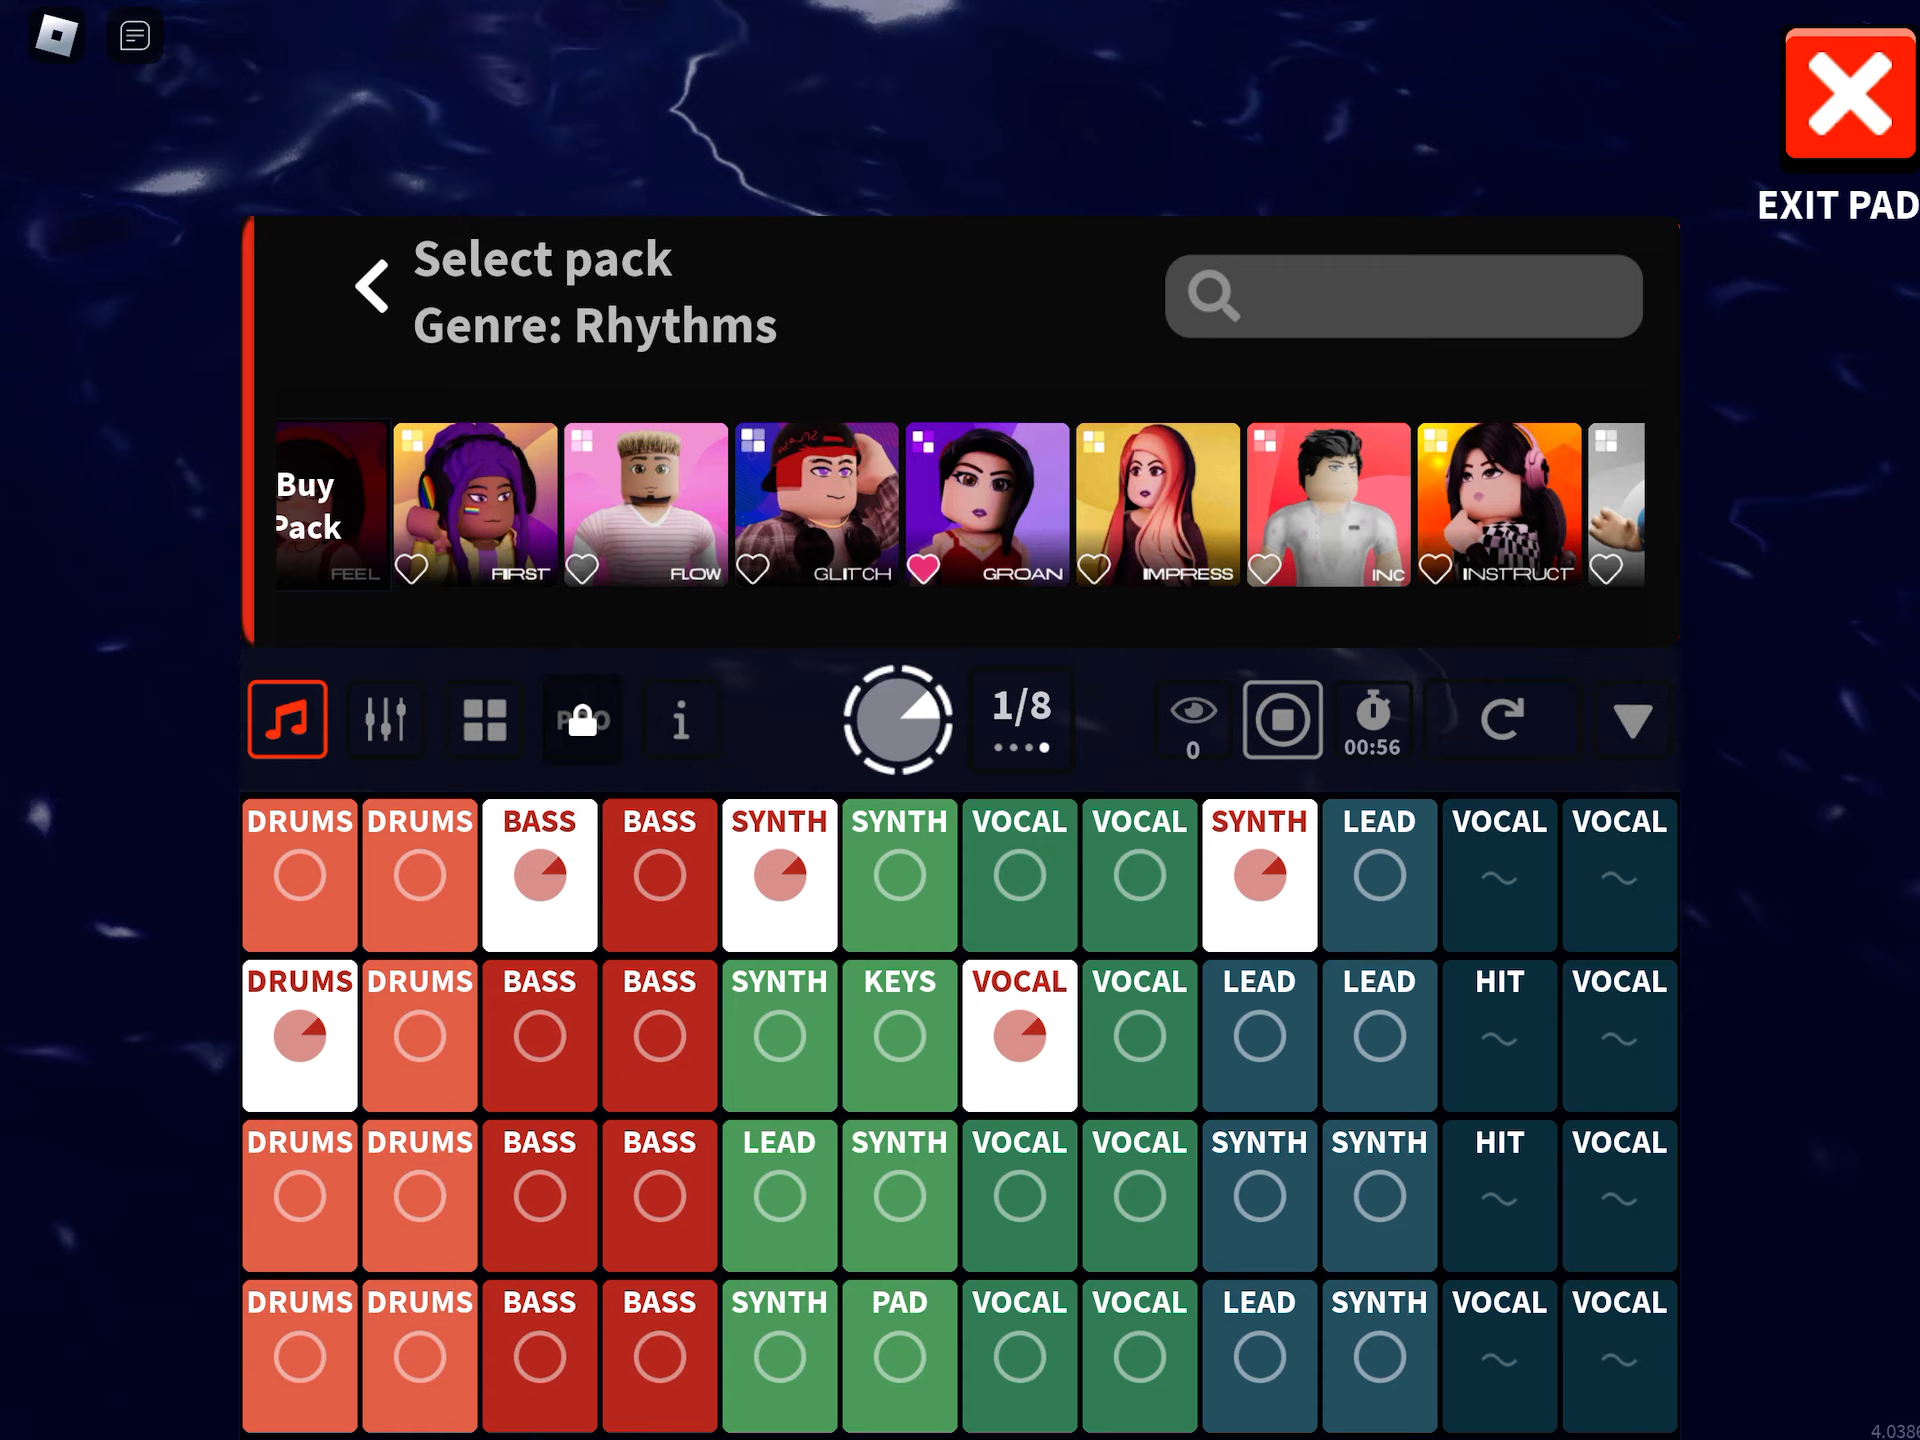 EXIT PAD
Select pack
Genre: Rhythms
Buy
Pack
FEEL
FIRST
FLOW
GLITCH
GROAN
IMPRESS
INC
INSTRUCT
1/8
0
00:56
DRUMS DRUMS BASS BASS SYNTH SYNTH VOCAL VOCAL SYNTH LEAD VOCAL VOCAL
DRUMS DRUMS BASS BASS SYNTH KEYS VOCAL VOCAL LEAD LEAD HIT VOCAL
DRUMS DRUMS BASS BASS LEAD SYNTH VOCAL VOCAL SYNTH SYNTH HIT VOCAL
DRUMS DRUMS BASS BASS SYNTH PAD VOCAL VOCAL LEAD SYNTH VOCAL VOCAL